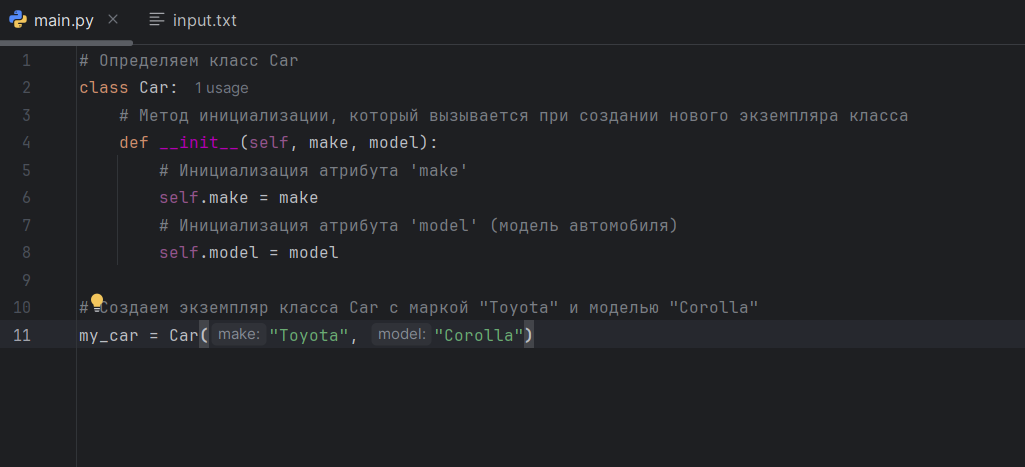 main.py × input.txt
1 # Определяем класс Car
2 class Car: 1 usage
3 # Метод инициализации, который вызывается при создании нового экземпляра класса
4 def __init__(self, make, model):
5 # Инициализация атрибута 'make'
6 self.make = make
7 # Инициализация атрибута 'model' (модель автомобиля)
8 self.model = model
9
10 # Создаем экземпляр класса Car с маркой "Toyota" и моделью "Corolla"
11 my_car = Car( make: "Toyota", model: "Corolla")